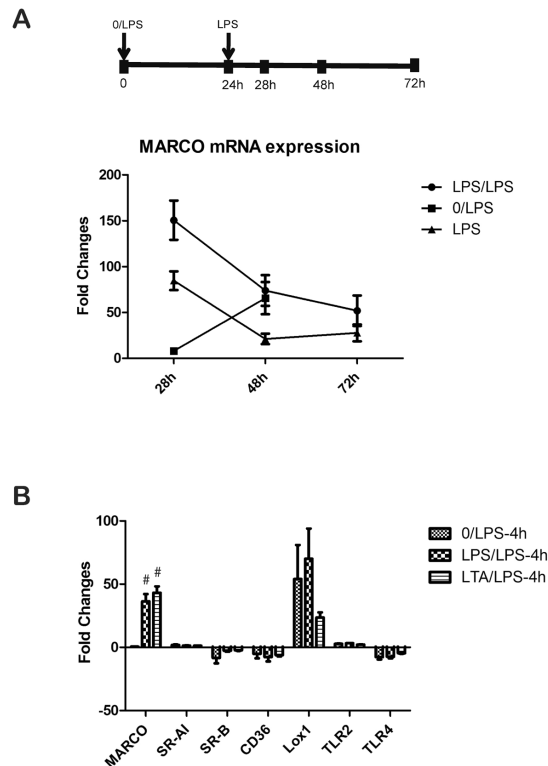 A
0/LPS
LPS
0
24h
28h
48h
72h
MARCO mRNA expression
Fold Changes
150
100
50
0
28h
48h
72h
LPS/LPS
0/LPS
LPS
B
Fold Changes
100
50
0
-50
#
#
MARCO
SR-AI
SR-B
CD36
Lox1
TLR2
TLR4
0/LPS-4h
LPS/LPS-4h
LTA/LPS-4h